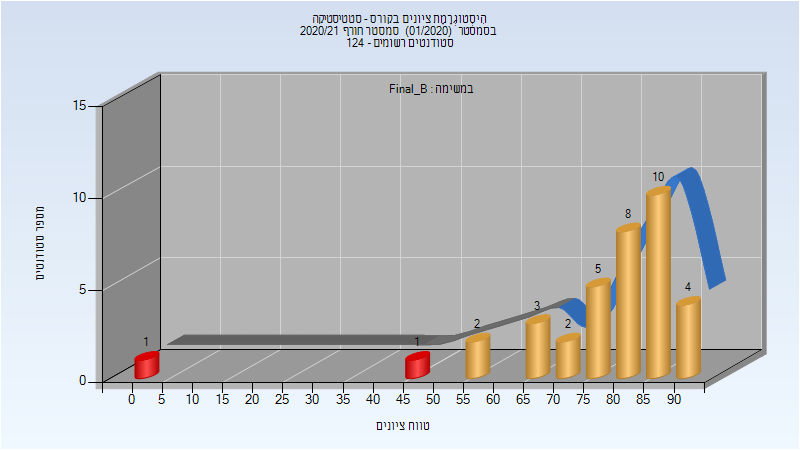 היסטוגרמת ציונים בקורס - סטטיסטיקה
בסמסטר (01/2020) סמסטר חורף 2020/21
סטודנטים רשומים - 124
במשימה : Final_B
15
10
5
0
מספר סטודנטים
1
1
2
3
2
5
8
10
4
0 5 10 15 20 25 30 35 40 45 50 55 60 65 70 75 80 85 90
טווח ציונים